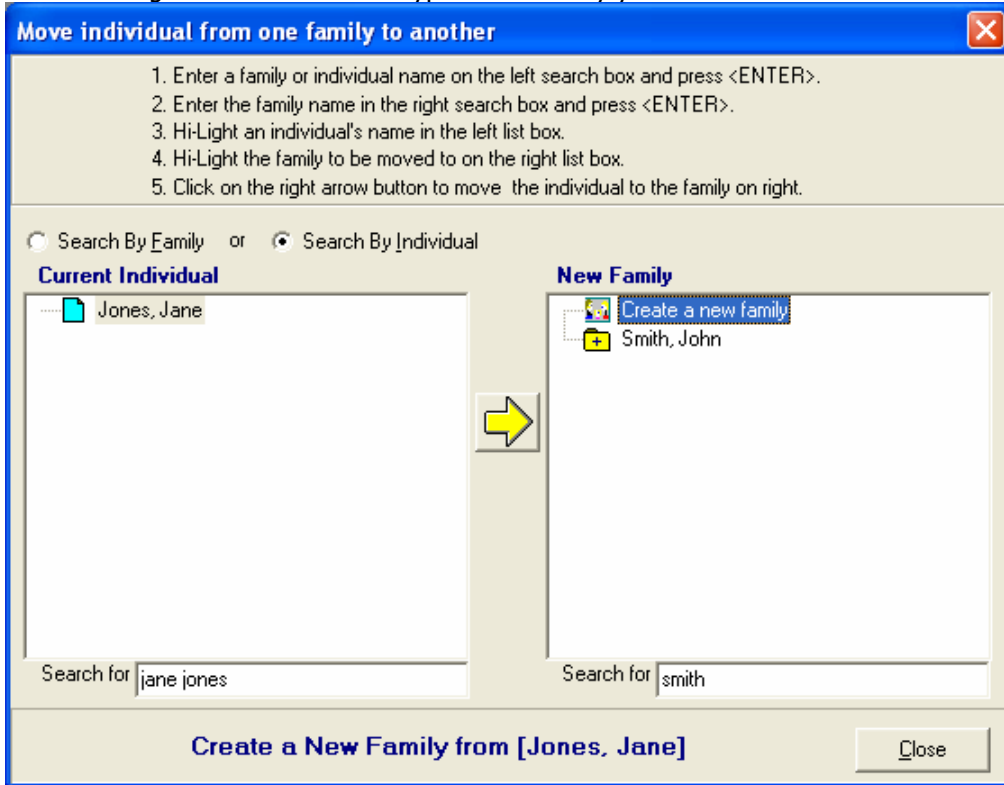 Move individual from one family to another
1. Enter a family or individual name on the left search box and press <ENTER>.
2. Enter the family name in the right search box and press <ENTER>.
3. Hi-Light an individual's name in the left list box.
4. Hi-Light the family to be moved to on the right list box.
5. Click on the right arrow button to move the individual to the family on right.
Search By Family or Search By Individual
Current Individual
Jones, Jane
Search for jane jones
New Family
Create a new family
Smith, John
Search for smith
Create a New Family from [Jones, Jane]
Close